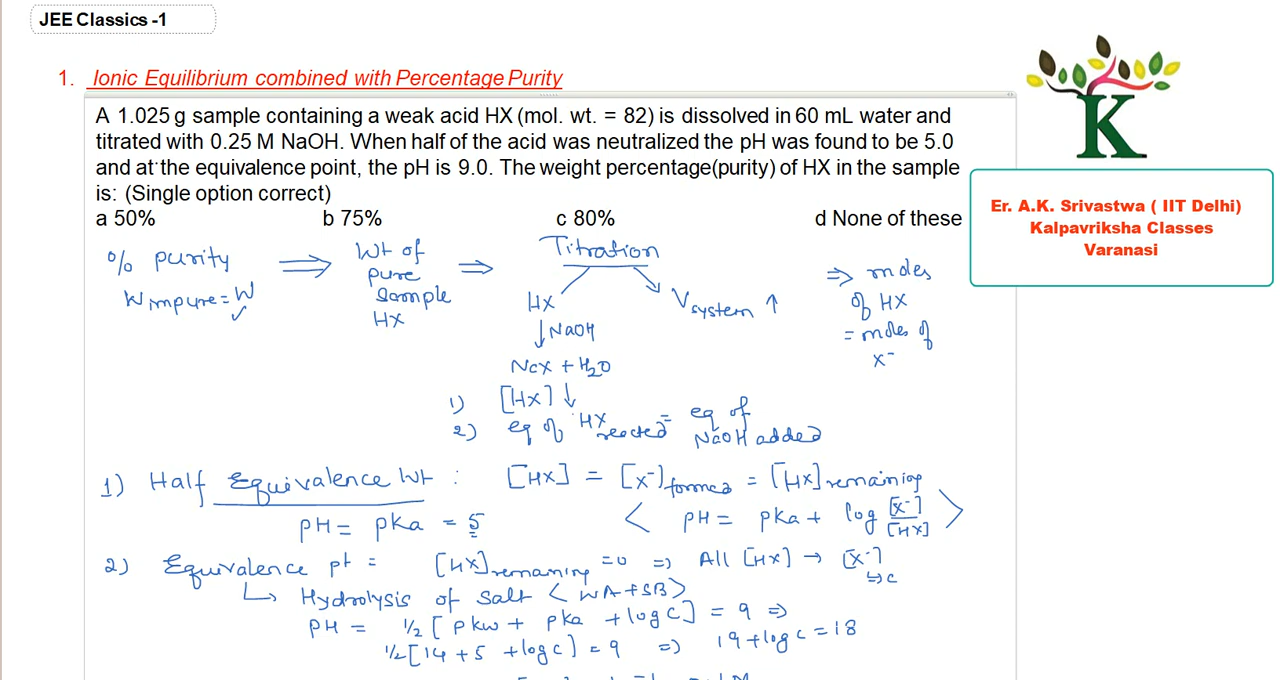 JEE Classics -1
1. Ionic Equilibrium combined with Percentage Purity
A 1.025 g sample containing a weak acid HX (mol. wt. = 82) is dissolved in 60 mL water and
titrated with 0.25 M NaOH. When half of the acid was neutralized the pH was found to be 5.0
and at the equivalence point, the pH is 9.0. The weight percentage(purity) of HX in the sample
is: (Single option correct)
a 50% b 75% c 80% d None of these
K
Er. A.K. Srivastwa ( IIT Delhi)
Kalpavriksha Classes
Varanasi
% purity ⟹ Wt of pure sample HX ⟹ Titration
W impure = W ✓
HX
↓ NaOH
NaX + H2O
V system ↑
⟹ moles
of HX
= moles of
X⁻
1) [HX] ↓
2) eq of HX reacted = eq of NaOH added
1) Half Equivalence Wt : [HX] = [X⁻] formed = [HX] remaining
pH = pKa = 5 < pH = pKa + log [X⁻]/[HX] >
2) Equivalence pt = [HX] remaining = 0 ⇒ All [HX] → [X⁻]
↳ C
↳ Hydrolysis of Salt < WA + SB >
PH = 1/2 [ pkw + pka + log C ] = 9 ⇒
1/2 [ 14 + 5 + log C ] = 9 ⇒ 19 + log C = 18